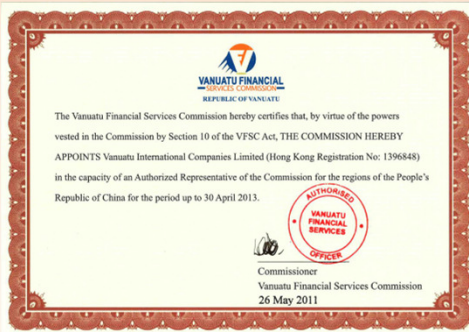 VANUATU FINANCIAL
SERVICES COMMISSION
REPUBLIC OF VANUATU
The Vanuatu Financial Services Commission hereby certifies that, by virtue of the powers
vested in the Commission by Section 10 of the VFSC Act, THE COMMISSION HEREBY
APPOINTS Vanuatu International Companies Limited (Hong Kong Registration No: 1396848)
in the capacity of an Authorized Representative of the Commission for the regions of the People's
Republic of China for the period up to 30 April 2013.
AUTHORISED
VANUATU
FINANCIAL
SERVICES
OFFICER
Commissioner
Vanuatu Financial Services Commission
26 May 2011